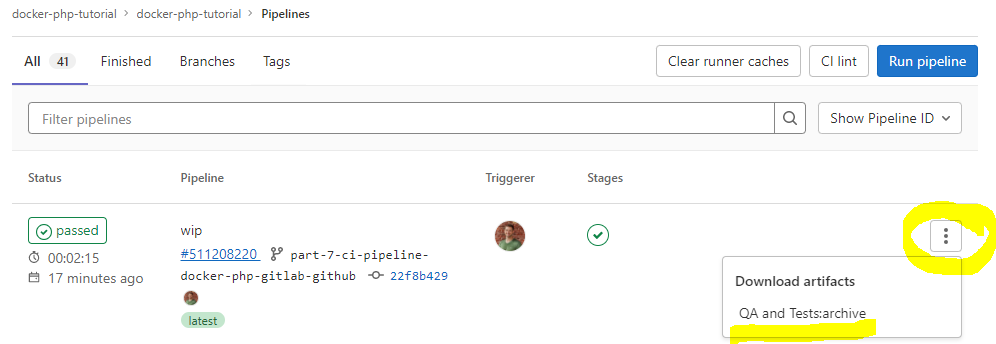 docker-php-tutorial > docker-php-tutorial > Pipelines
All 41 Finished Branches Tags Clear runner caches CI lint Run pipeline
Filter pipelines Show Pipeline ID
Status Pipeline Triggerer Stages
passed wip
#511208220 part-7-ci-pipeline-
00:02:15
docker-php-gitlab-github 22f8b429
17 minutes ago
latest
Download artifacts
QA and Tests:archive